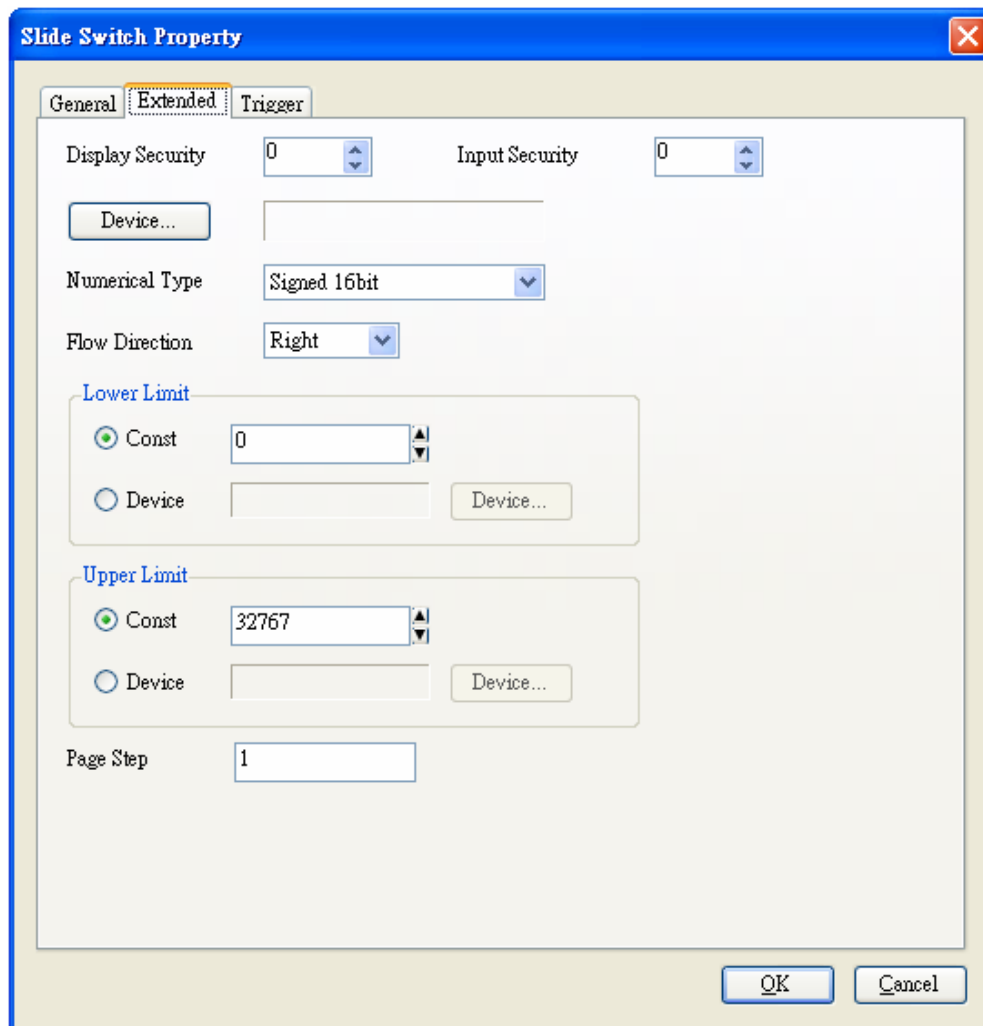 Slide Switch Property
General Extended Trigger
Display Security 0 Input Security 0
Device...
Numerical Type Signed 16bit
Flow Direction Right
Lower Limit
Const 0
Device Device...
Upper Limit
Const 32767
Device Device...
Page Step 1
OK Cancel